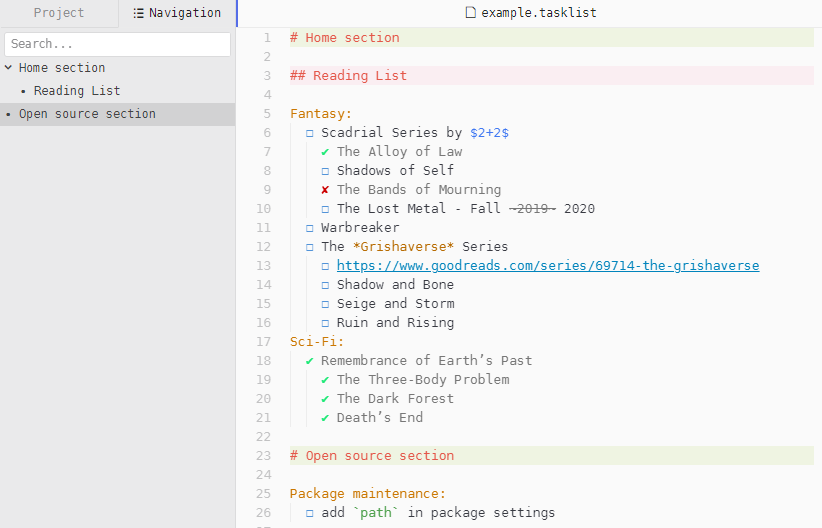 Project
Navigation
example.tasklist
Search...
Home section
• Reading List
• Open source section
1 # Home section
2
3 ## Reading List
4
5 Fantasy:
6 ☐ Scadrial Series by $2+2$
7 ✔ The Alloy of Law
8 ☐ Shadows of Self
9 ✘ The Bands of Mourning
10 ☐ The Lost Metal - Fall ~2019~ 2020
11 ☐ Warbreaker
12 ☐ The *Grishaverse* Series
13 ☐ https://www.goodreads.com/series/69714-the-grishaverse
14 ☐ Shadow and Bone
15 ☐ Seige and Storm
16 ☐ Ruin and Rising
17 Sci-Fi:
18 ✔ Remembrance of Earth’s Past
19 ✔ The Three-Body Problem
20 ✔ The Dark Forest
21 ✔ Death’s End
22
23 # Open source section
24
25 Package maintenance:
26 ☐ add `path` in package settings